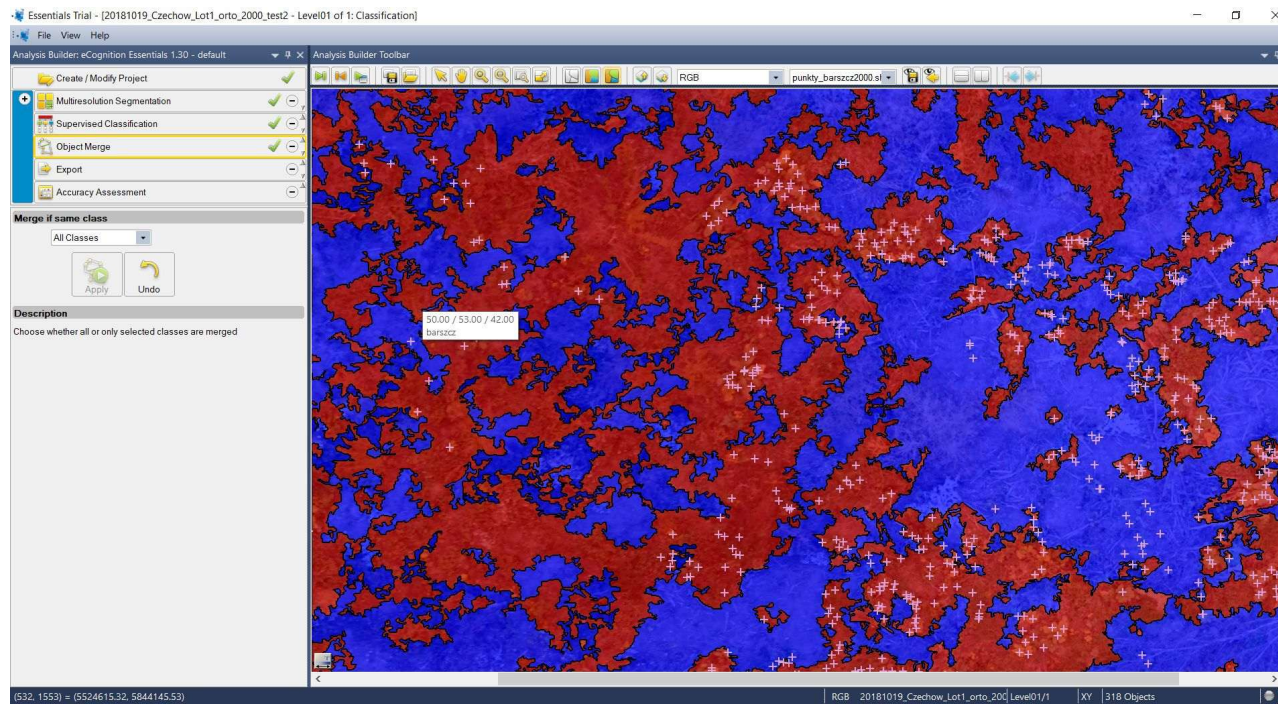 Essentials Trial - [20181019_Czechow_Lot1_orto_2000_test2 - Level01 of 1: Classification]
File View Help
Analysis Builder: eCognition Essentials 1.30 - default
Analysis Builder Toolbar
Create / Modify Project
RGB
punkty_barszcz2000.sh
Multiresolution Segmentation
Supervised Classification
Object Merge
Export
Accuracy Assessment
Merge if same class
All Classes
Apply
Undo
Description
Choose whether all or only selected classes are merged
50.00 / 53.00 / 42.00
barszcz
(532, 1553) = (5524615.32, 5844145.53)
RGB 20181019_Czechow_Lot1_orto_200 Level01/1 XY 318 Objects